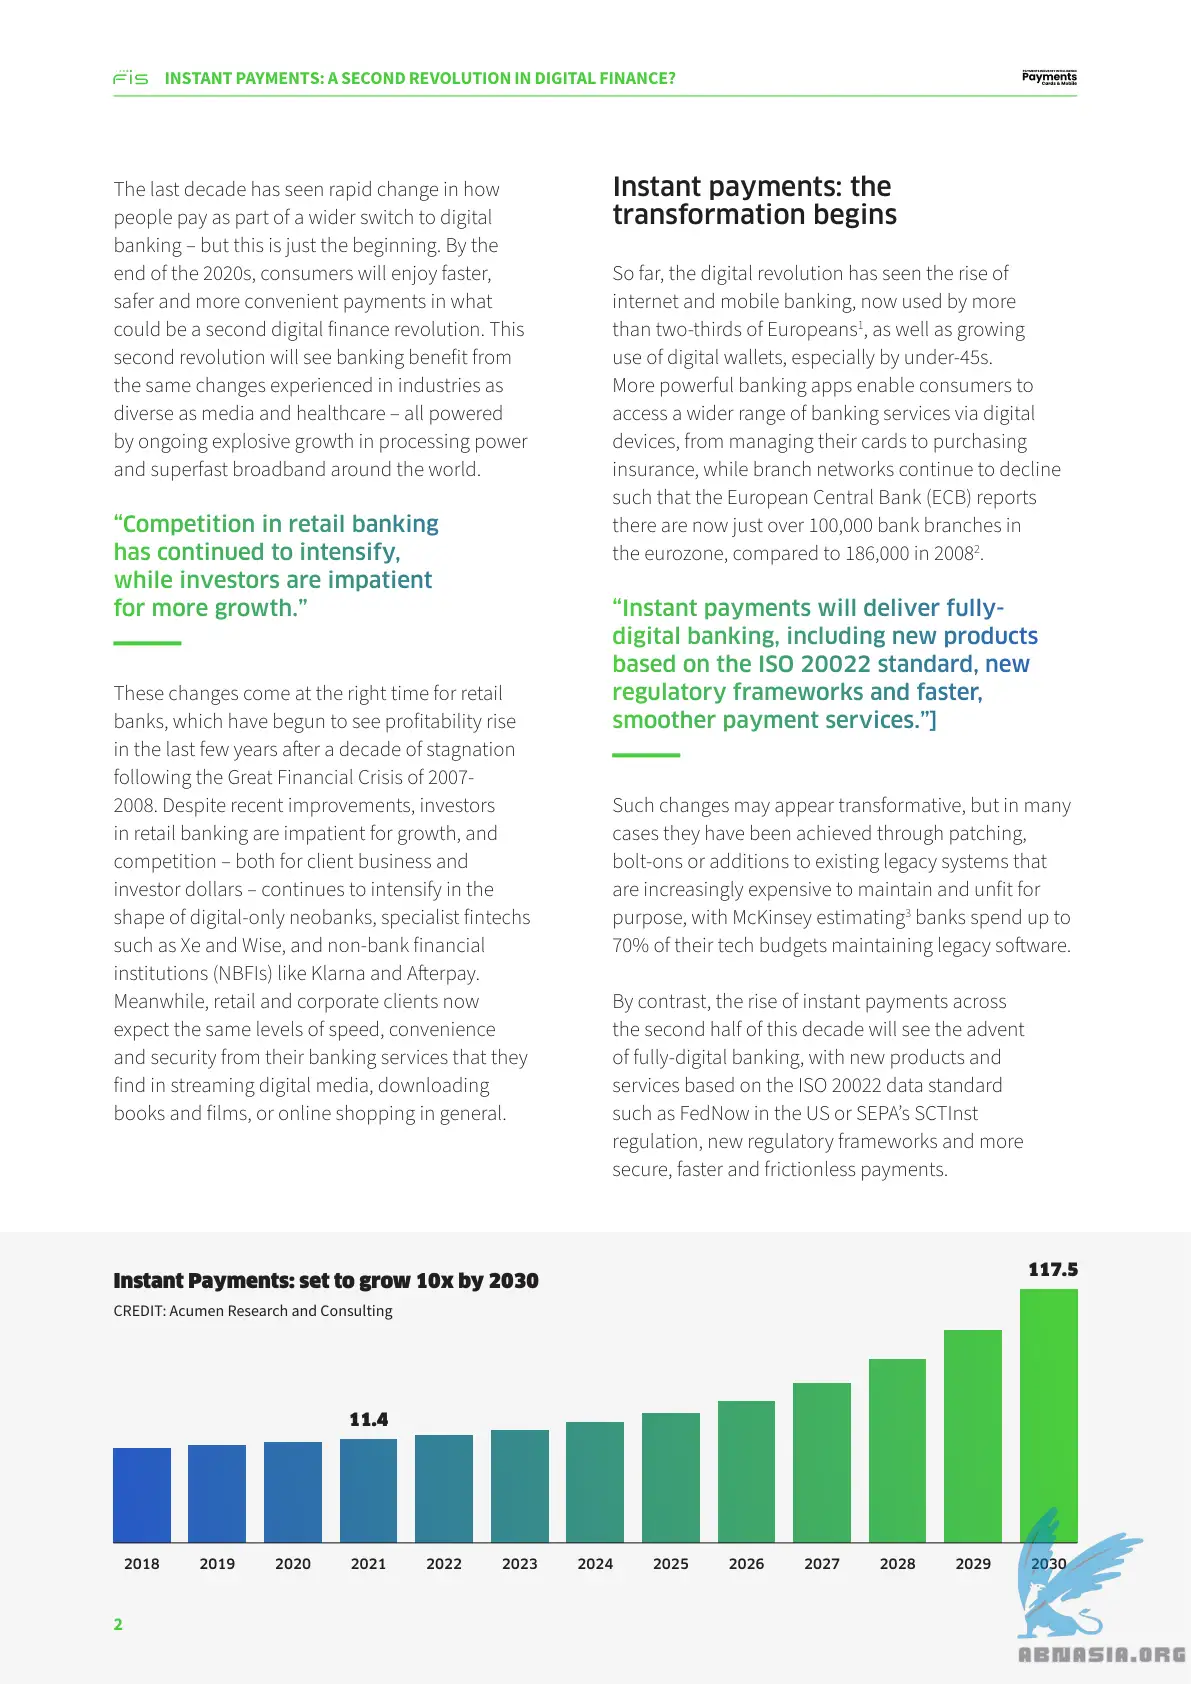 FIS INSTANT PAYMENTS: A SECOND REVOLUTION IN DIGITAL FINANCE?
Payments
Cards & Mobile
The last decade has seen rapid change in how
people pay as part of a wider switch to digital
banking – but this is just the beginning. By the
end of the 2020s, consumers will enjoy faster,
safer and more convenient payments in what
could be a second digital finance revolution. This
second revolution will see banking benefit from
the same changes experienced in industries as
diverse as media and healthcare – all powered
by ongoing explosive growth in processing power
and superfast broadband around the world.
“Competition in retail banking
has continued to intensify,
while investors are impatient
for more growth.”
These changes come at the right time for retail
banks, which have begun to see profitability rise
in the last few years after a decade of stagnation
following the Great Financial Crisis of 2007-
2008. Despite recent improvements, investors
in retail banking are impatient for growth, and
competition – both for client business and
investor dollars – continues to intensify in the
shape of digital-only neobanks, specialist fintechs
such as Xe and Wise, and non-bank financial
institutions (NBFIs) like Klarna and Afterpay.
Meanwhile, retail and corporate clients now
expect the same levels of speed, convenience
and security from their banking services that they
find in streaming digital media, downloading
books and films, or online shopping in general.
Instant payments: the
transformation begins
So far, the digital revolution has seen the rise of
internet and mobile banking, now used by more
than two-thirds of Europeans¹, as well as growing
use of digital wallets, especially by under-45s.
More powerful banking apps enable consumers to
access a wider range of banking services via digital
devices, from managing their cards to purchasing
insurance, while branch networks continue to decline
such that the European Central Bank (ECB) reports
there are now just over 100,000 bank branches in
the eurozone, compared to 186,000 in 2008².
“Instant payments will deliver fully-
digital banking, including new products
based on the ISO 20022 standard, new
regulatory frameworks and faster,
smoother payment services.”]
Such changes may appear transformative, but in many
cases they have been achieved through patching,
bolt-ons or additions to existing legacy systems that
are increasingly expensive to maintain and unfit for
purpose, with McKinsey estimating³ banks spend up to
70% of their tech budgets maintaining legacy software.
By contrast, the rise of instant payments across
the second half of this decade will see the advent
of fully-digital banking, with new products and
services based on the ISO 20022 data standard
such as FedNow in the US or SEPA’s SCTInst
regulation, new regulatory frameworks and more
secure, faster and frictionless payments.
Instant Payments: set to grow 10x by 2030
CREDIT: Acumen Research and Consulting
11.4
117.5
2018 2019 2020 2021 2022 2023 2024 2025 2026 2027 2028 2029 2030
2
ABNASIA.ORG